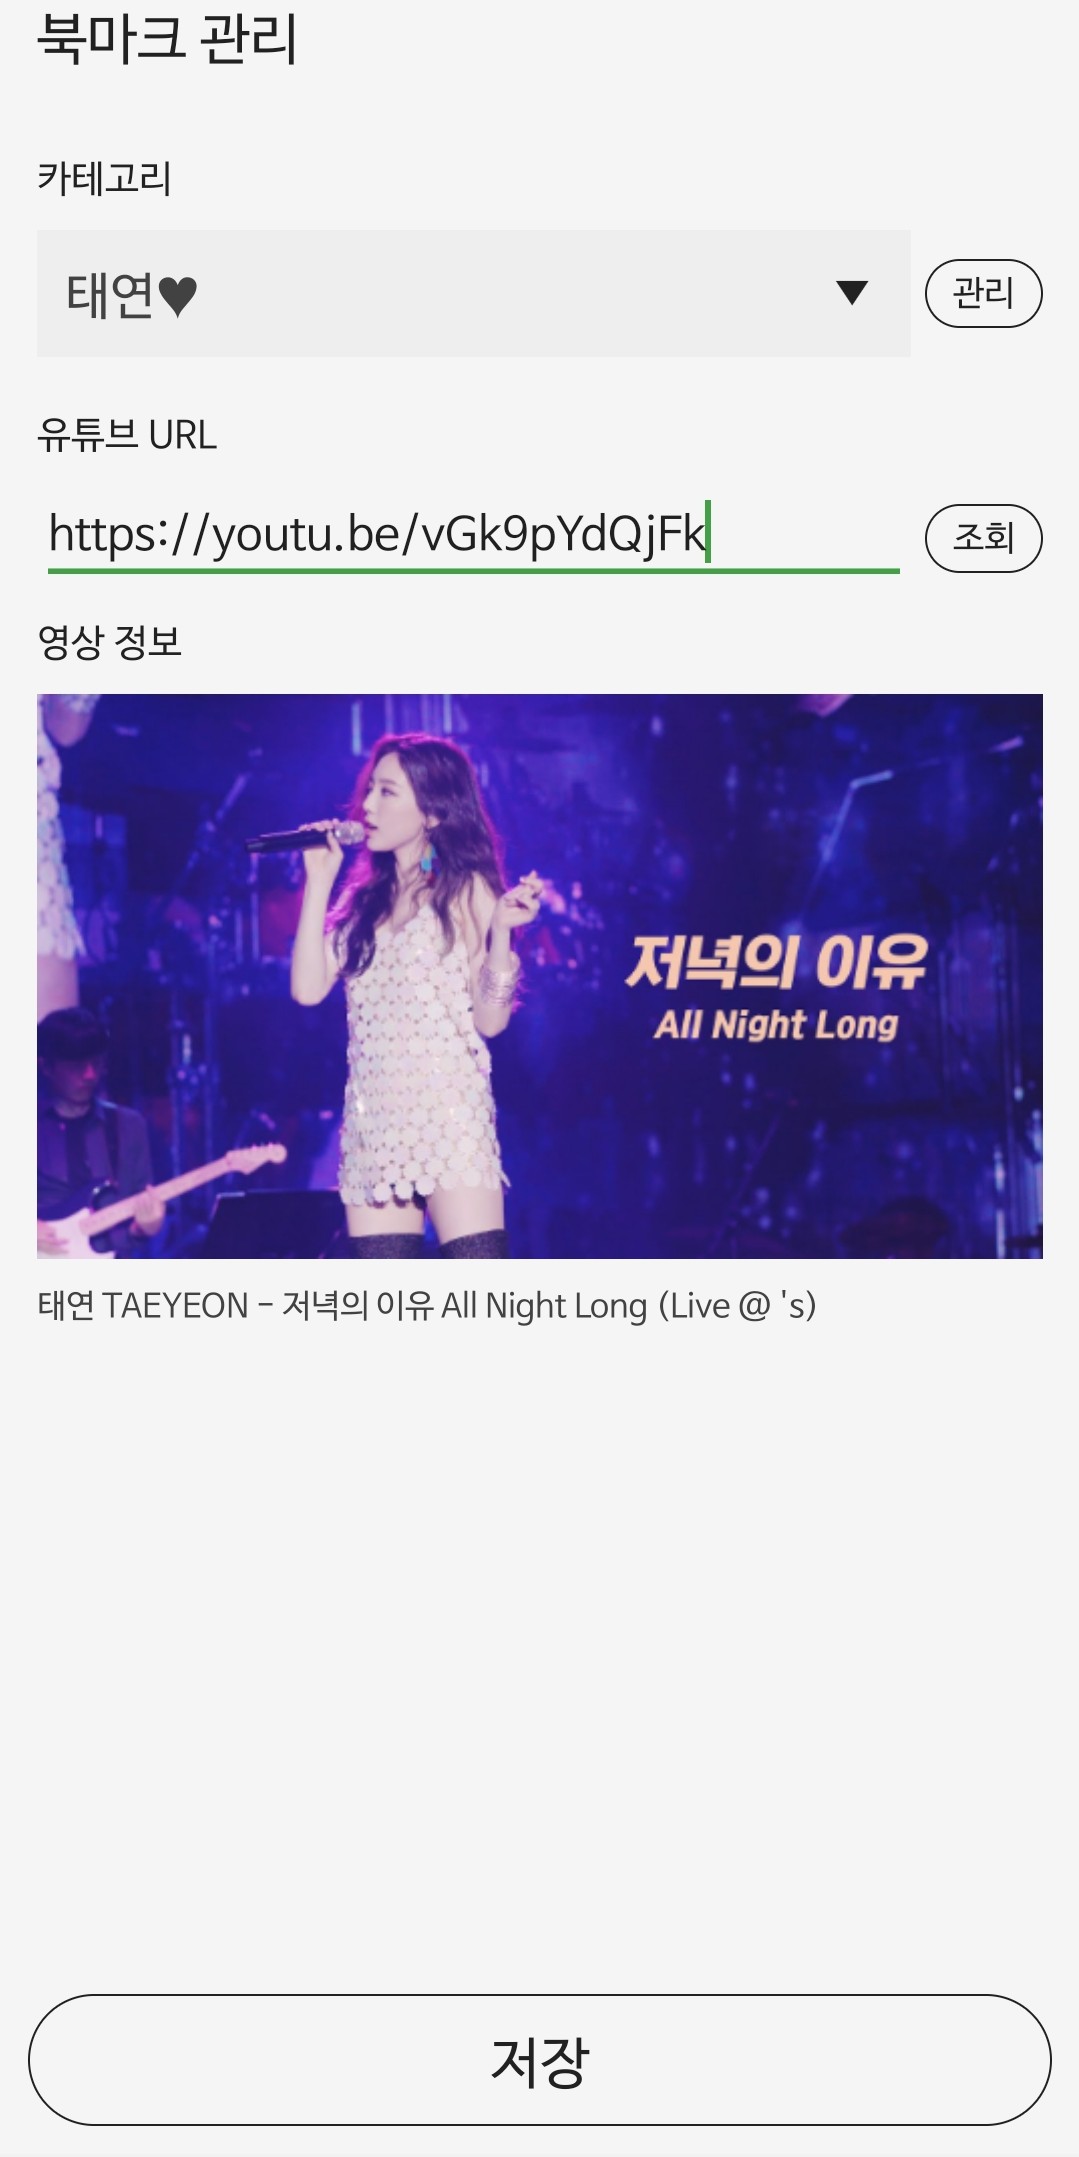 북마크 관리
카테고리
태연♥
관리
유튜브 URL
https://youtu.be/vGk9pYdQjFk
조회
영상 정보
저녁의 이유
All Night Long
태연 TAEYEON - 저녁의 이유 All Night Long (Live @ 's)
저장